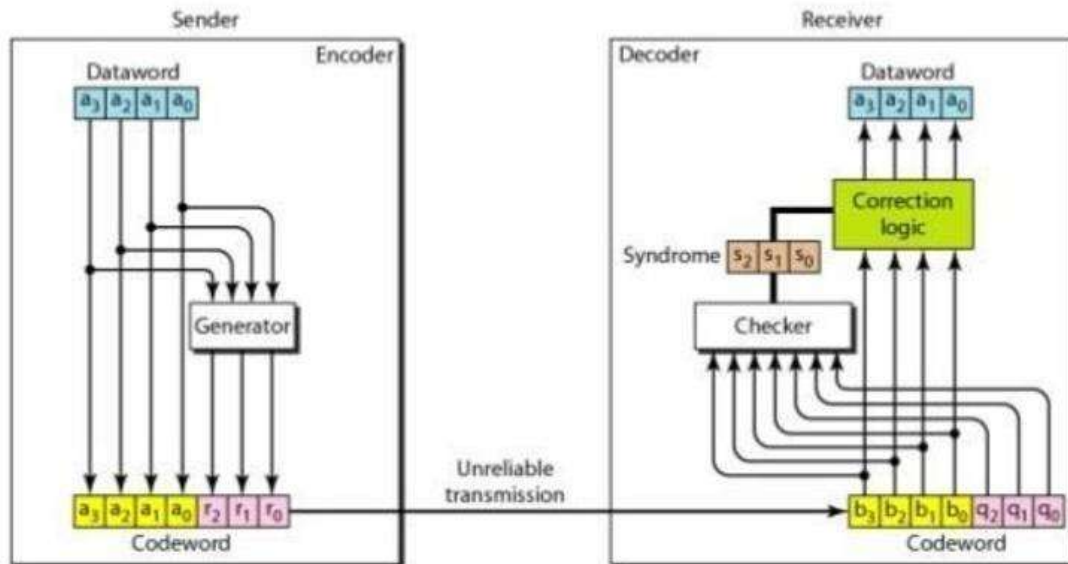 Sender
Encoder
Dataword
a₃ a₂ a₁ a₀
Generator
a₃ a₂ a₁ a₀ r₂ r₁ r₀
Codeword
Unreliable
transmission
Receiver
Decoder
Dataword
a₃ a₂ a₁ a₀
Correction
logic
Syndrome s₂ s₁ s₀
Checker
b₃ b₂ b₁ b₀ q₂ q₁ q₀
Codeword